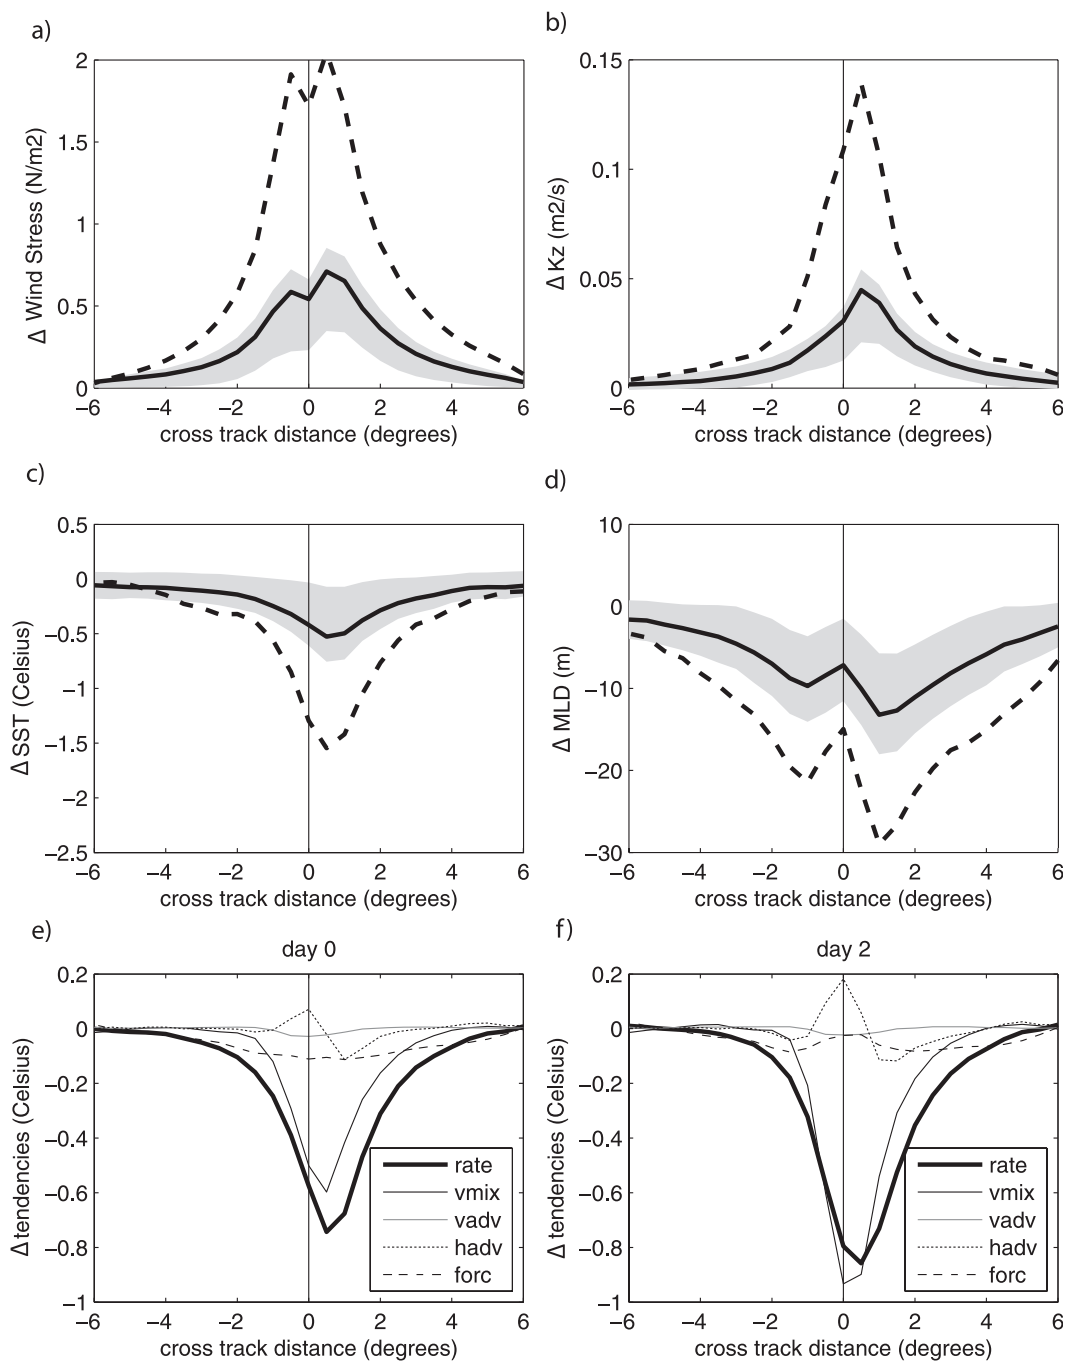 a)
2
1.5
1
0.5
0
Δ Wind Stress (N/m2)
−6 −4 −2 0 2 4 6
cross track distance (degrees)
b)
0.15
0.1
0.05
0
Δ Kz (m2/s)
−6 −4 −2 0 2 4 6
cross track distance (degrees)
c)
0.5
0
−0.5
−1
−1.5
−2
−2.5
Δ SST (Celsius)
−6 −4 −2 0 2 4 6
cross track distance (degrees)
d)
10
0
−10
−20
−30
Δ MLD (m)
−6 −4 −2 0 2 4 6
cross track distance (degrees)
e)
day 0
0.2
0
−0.2
−0.4
−0.6
−0.8
−1
Δ tendencies (Celsius)
rate
vmix
vadv
hadv
forc
−6 −4 −2 0 2 4 6
cross track distance (degrees)
f)
day 2
0.2
0
−0.2
−0.4
−0.6
−0.8
−1
Δ tendencies (Celsius)
rate
vmix
vadv
hadv
forc
−6 −4 −2 0 2 4 6
cross track distance (degrees)